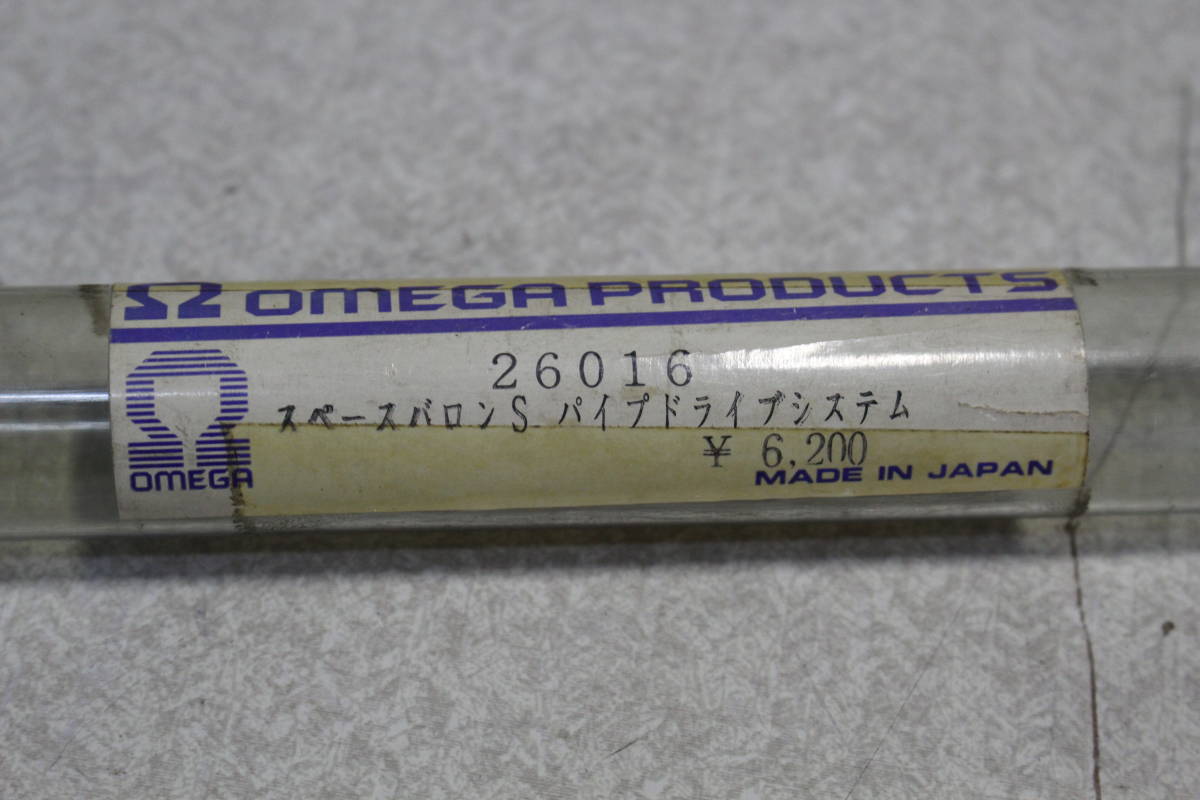 Ω OMEGA PRODUCTS
26016
スペースバロンS パイプドライブシステム
¥ 6,200
OMEGA
MADE IN JAPAN